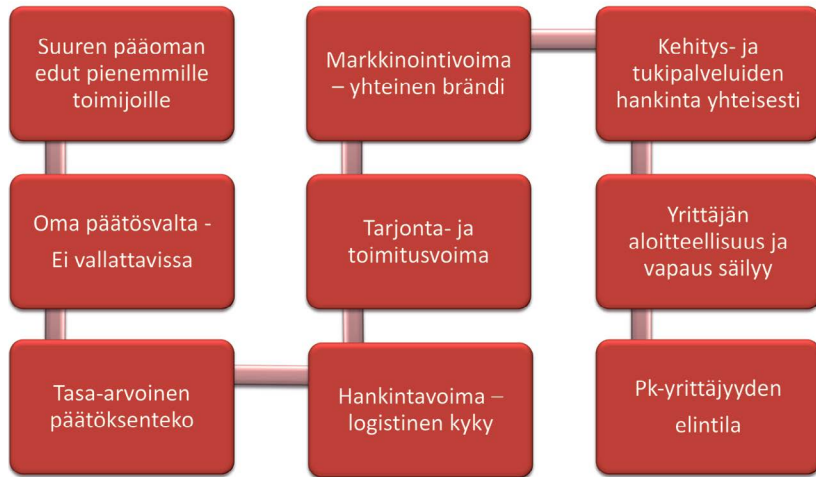 Suuren pääoman
edut pienemmille
toimijoille
Oma päätösvalta -
Ei vallattavissa
Tasa-arvoinen
päätöksenteko
Hankintavoima –
logistinen kyky
Tarjonta- ja
toimitusvoima
Markkinointivoima
– yhteinen brändi
Kehitys- ja
tukipalveluiden
hankinta yhteisesti
Yrittäjän
aloitteellisuus ja
vapaus säilyy
Pk-yrittäjyyden
elintila